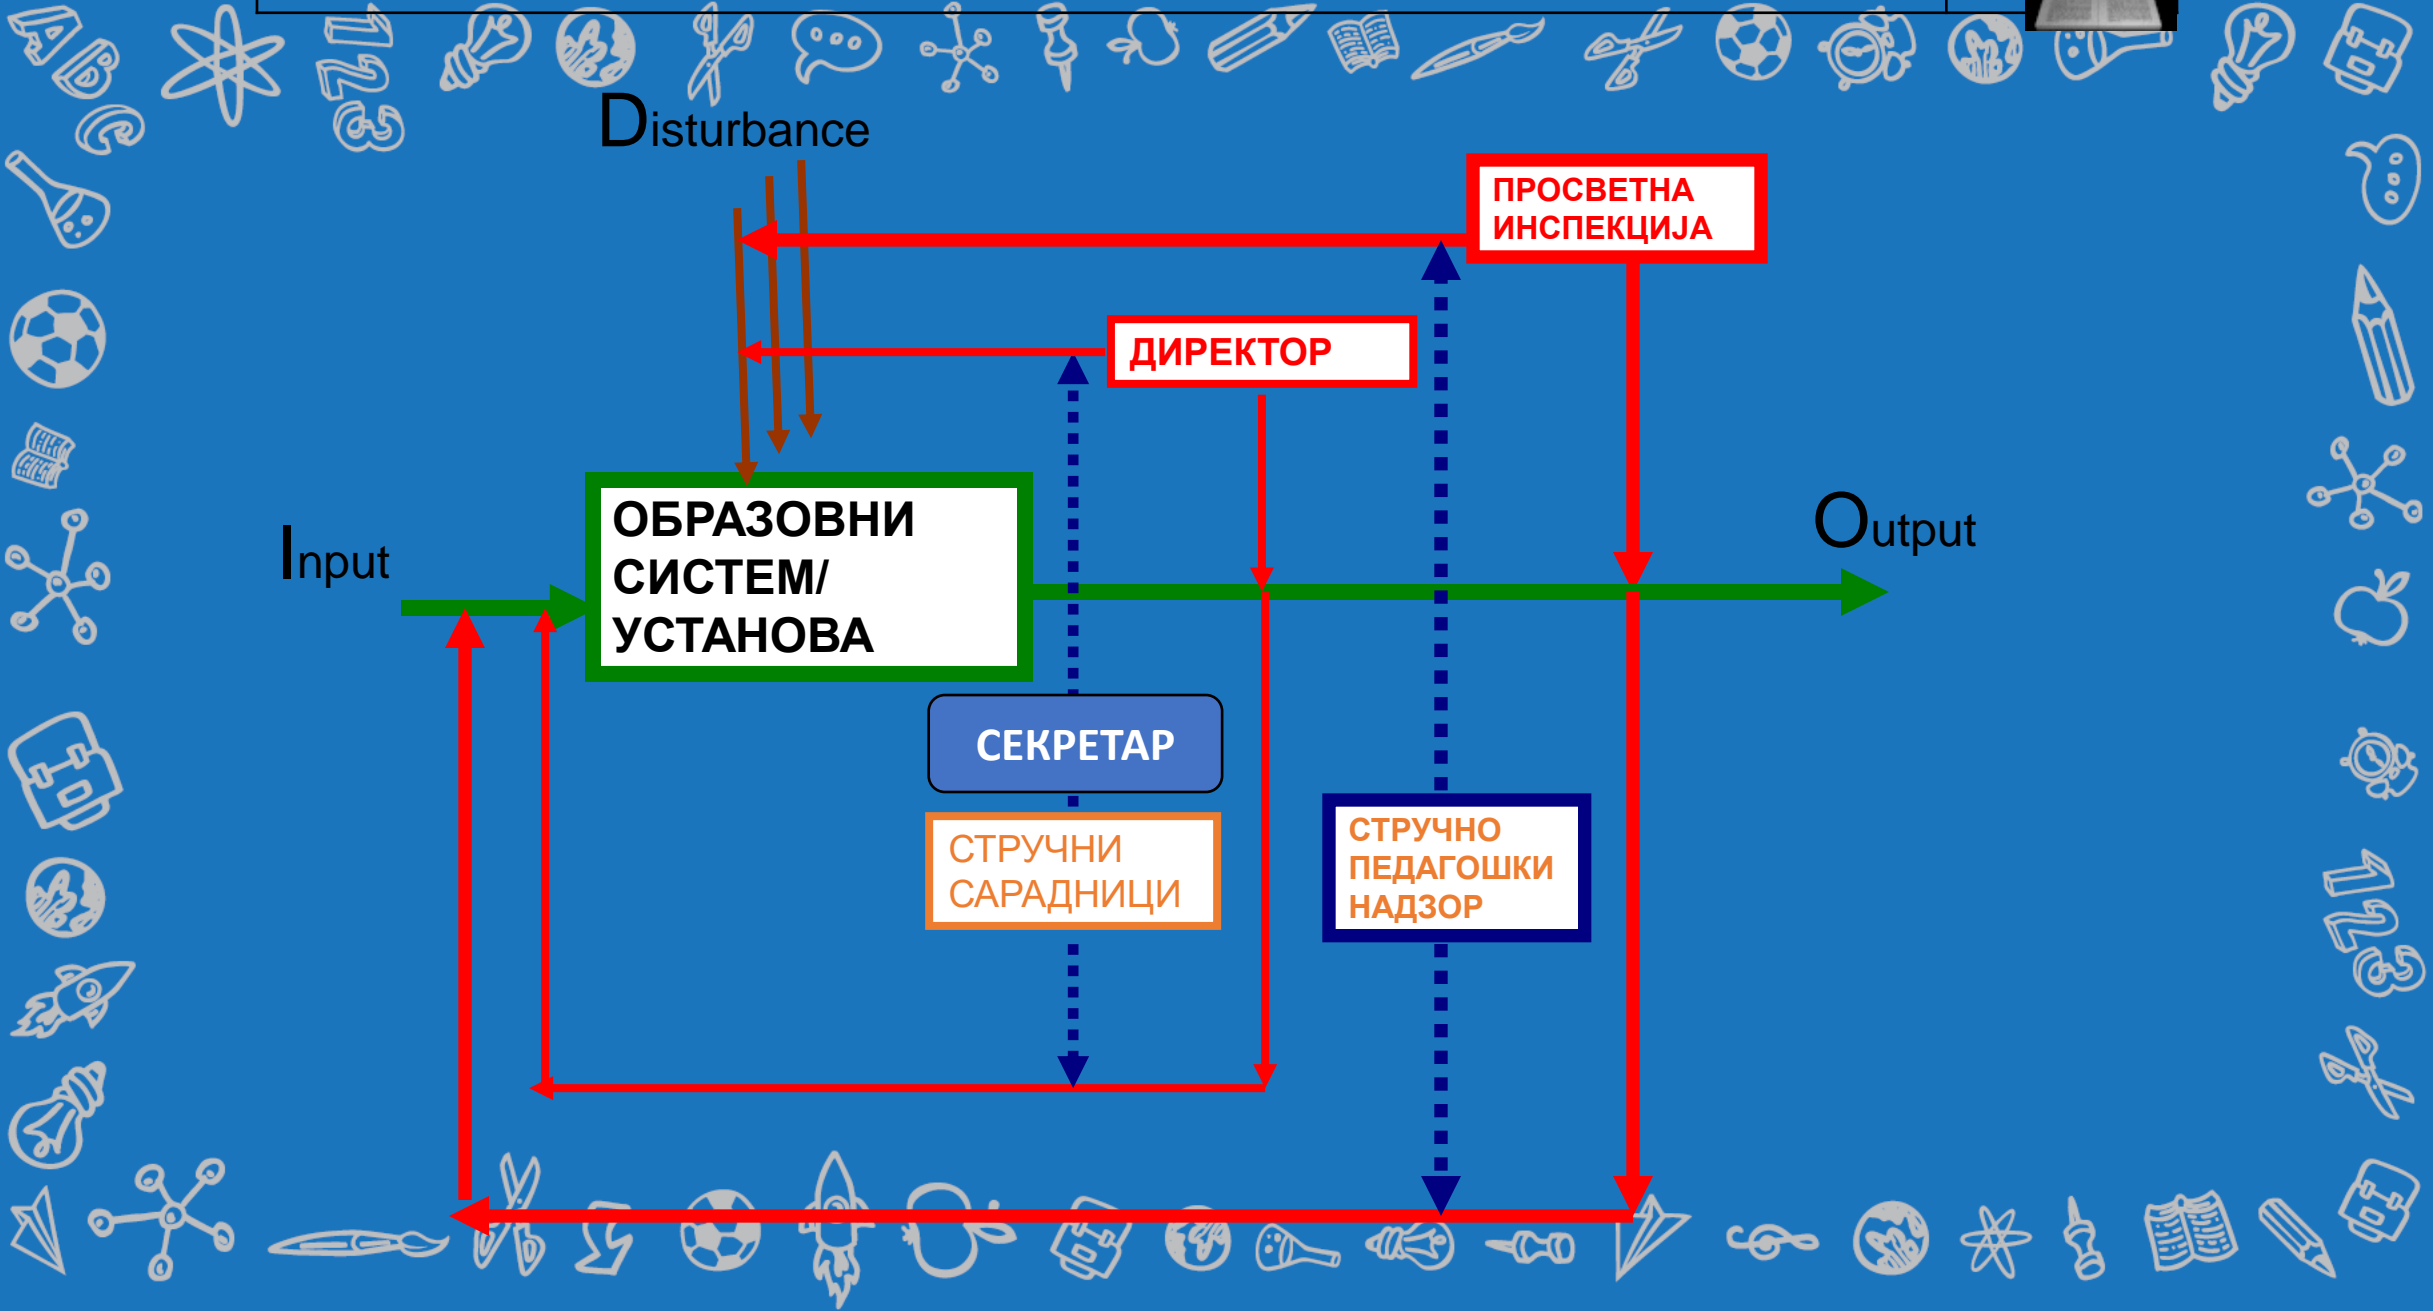 Disturbance
ПРОСВЕТНА
ИНСПЕКЦИЈА
ДИРЕКТОР
ОБРАЗОВНИ
СИСТЕМ/
УСТАНОВА
Input
Output
СЕКРЕТАР
СТРУЧНИ
САРАДНИЦИ
СТРУЧНО
ПЕДАГОШКИ
НАДЗОР